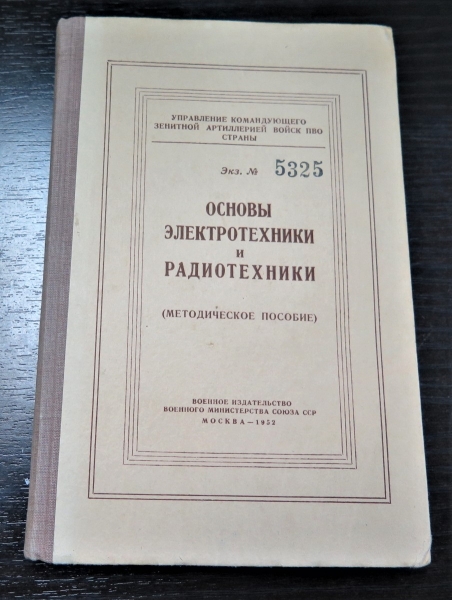 УПРАВЛЕНИЕ КОМАНДУЮЩЕГО
ЗЕНИТНОЙ АРТИЛЛЕРИЕЙ ВОЙСК ПВО
СТРАНЫ
Экз. № 5325
ОСНОВЫ
ЭЛЕКТРОТЕХНИКИ
и
РАДИОТЕХНИКИ
(МЕТОДИЧЕСКОЕ ПОСОБИЕ)
ВОЕННОЕ ИЗДАТЕЛЬСТВО
ВОЕННОГО МИНИСТЕРСТВА СОЮЗА ССР
МОСКВА—1952